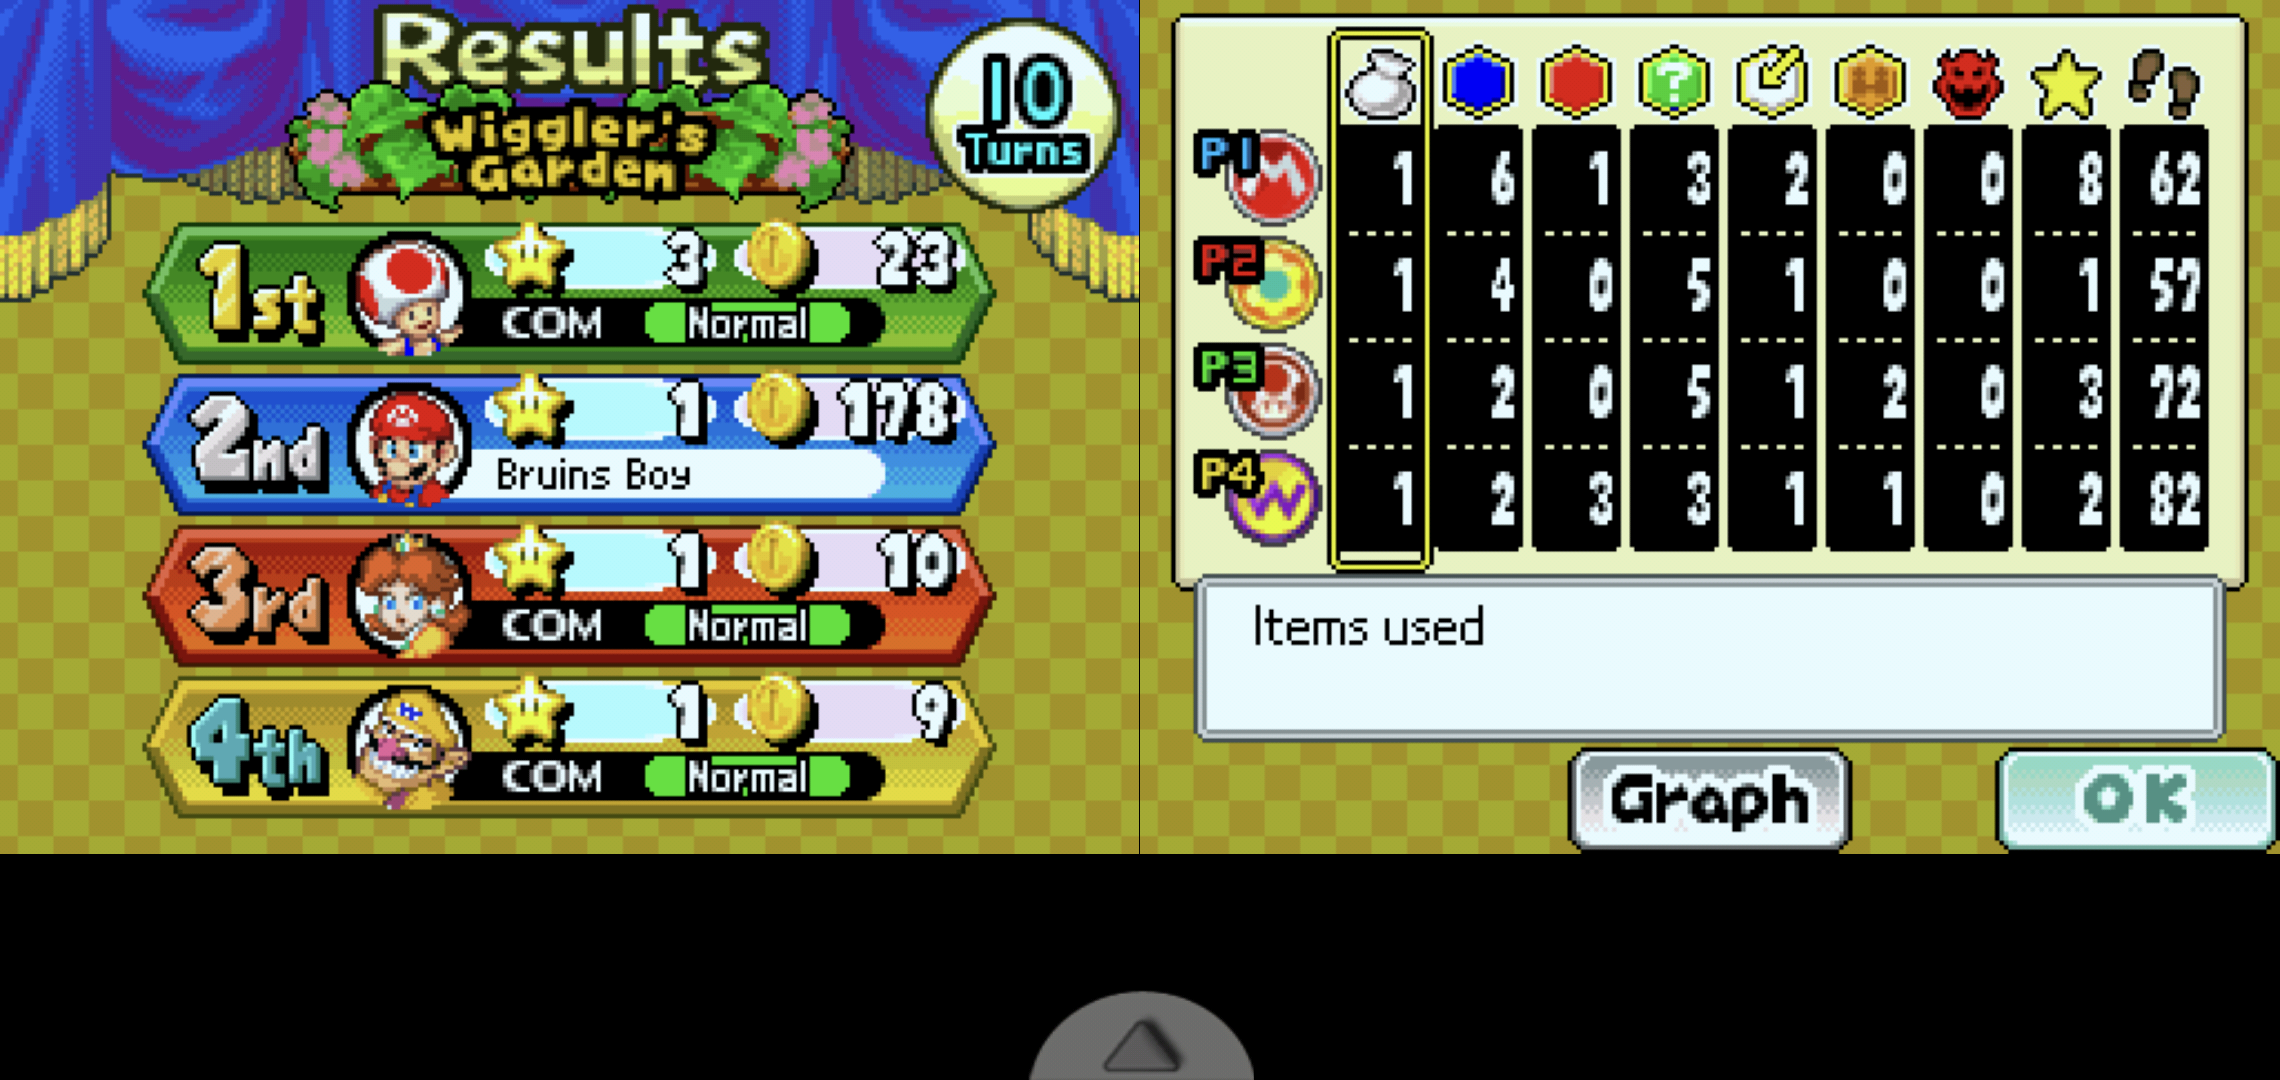 Results
Wiggler's
Garden
10
Turns
1st 3 23
COM Normal
2nd 1 178
Bruins Boy
3rd 1 10
COM Normal
4th 1 9
COM Normal
?
H
P1 1 6 1 3 2 0 0 8 62
P2 1 4 0 5 1 0 0 1 57
P3 1 2 0 5 1 2 0 3 72
P4 W 1 2 3 3 1 1 0 2 82
Items used
Graph
OK